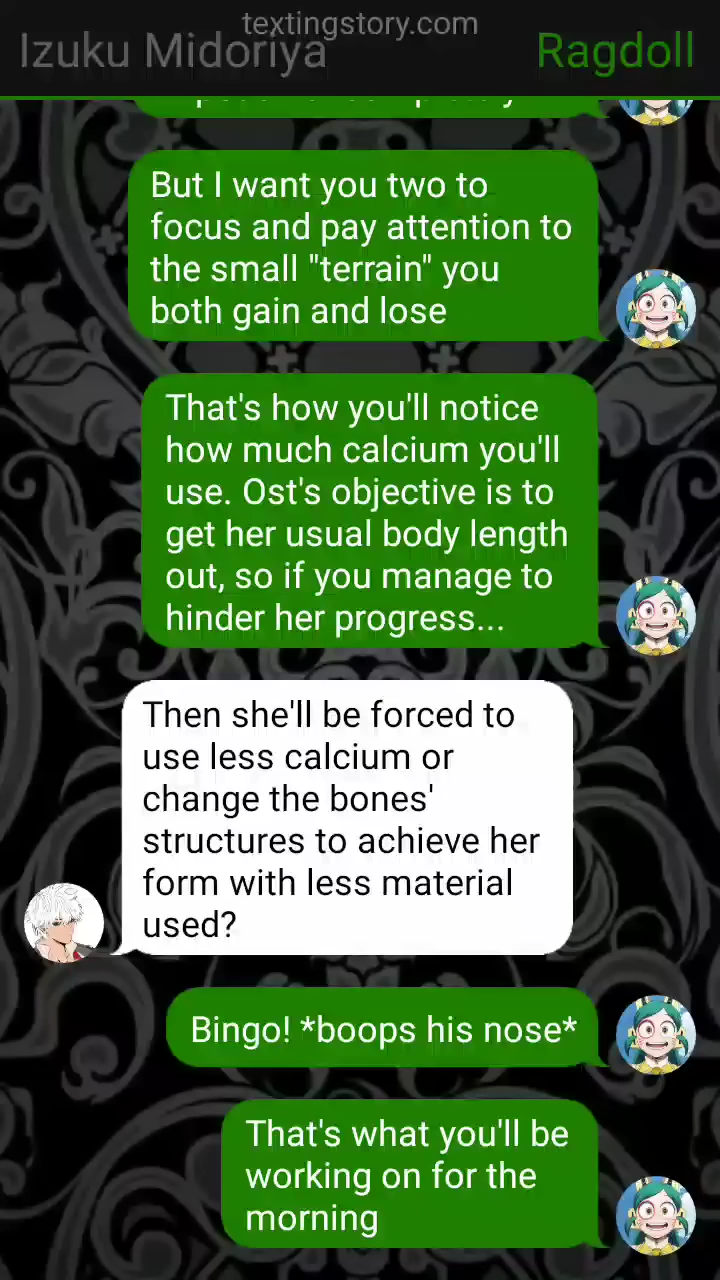 textingstory.com
Izuku Midoriya
Ragdoll
But I want you two to
focus and pay attention to
the small "terrain" you
both gain and lose
That's how you'll notice
how much calcium you'll
use. Ost's objective is to
get her usual body length
out, so if you manage to
hinder her progress...
Then she'll be forced to
use less calcium or
change the bones'
structures to achieve her
form with less material
used?
Bingo! *boops his nose*
That's what you'll be
working on for the
morning